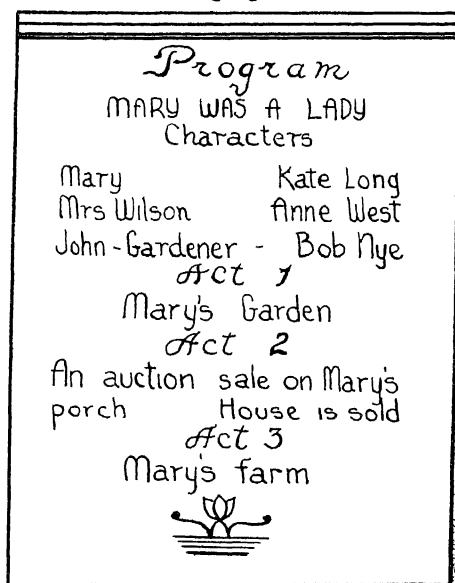 Program
MARY WAS A LADY
Characters
Mary Kate Long
Mrs Wilson Anne West
John-Gardener - Bob Nye
Act 1
Mary's Garden
Act 2
An auction sale on Mary's
porch House is sold
Act 3
Mary's farm